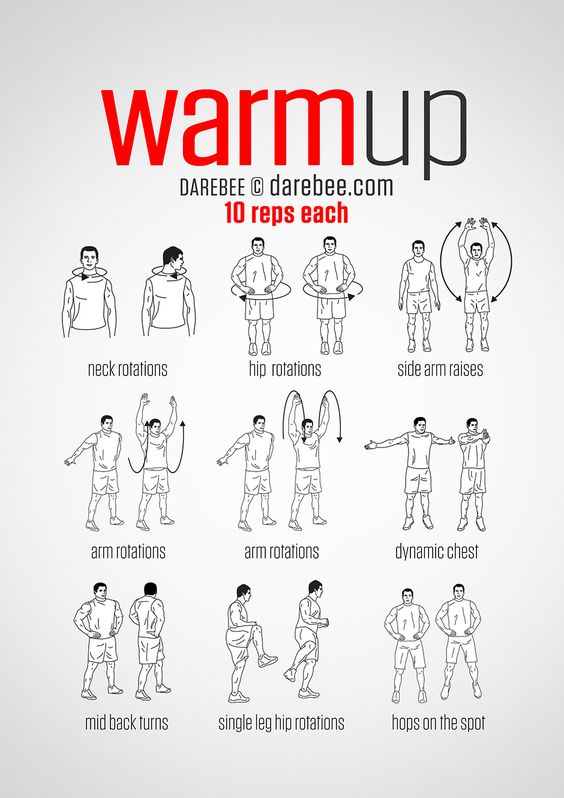 warmup
DAREBEE © darebee.com
10 reps each
neck rotations
hip rotations
side arm raises
arm rotations
arm rotations
dynamic chest
mid back turns
single leg hip rotations
hops on the spot